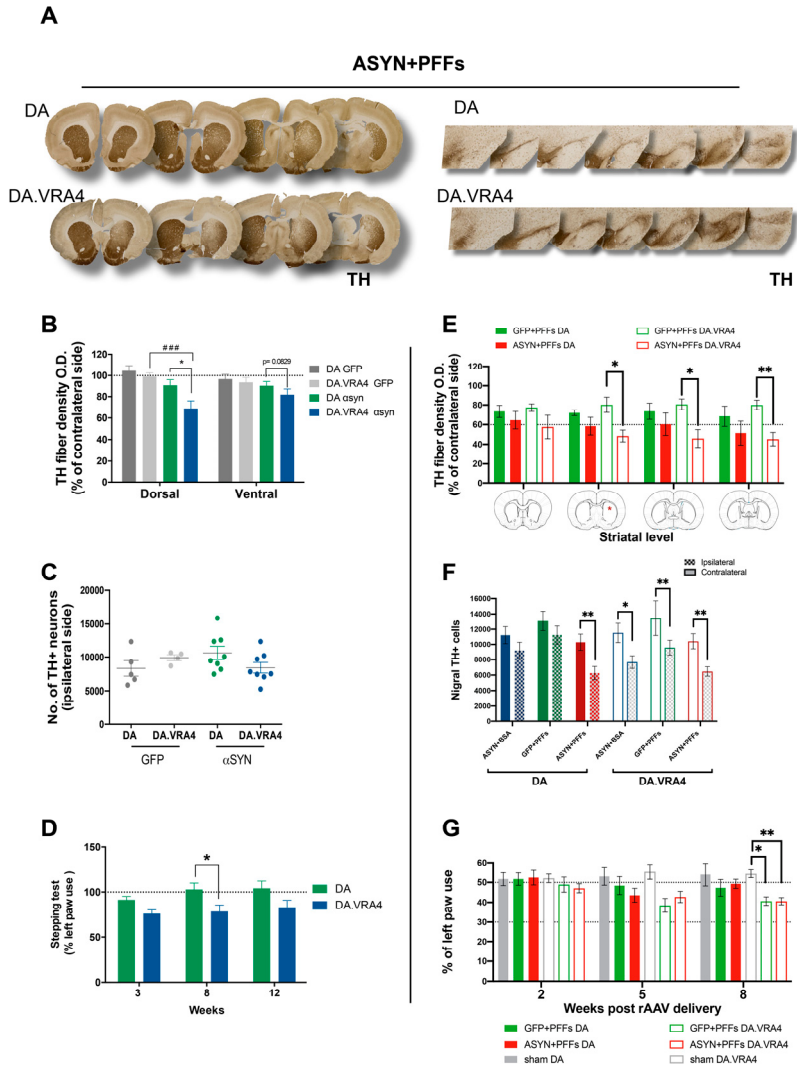 A
ASYN+PFFs
DA
DA
DA.VRA4
DA.VRA4
TH
TH
B
TH fiber density O.D.
(% of contralateral side)
120
100
80
60
40
20
0
###
*
p= 0.0829
Dorsal
Ventral
DA GFP
DA.VRA4 GFP
DA αsyn
DA.VRA4 αsyn
E
GFP+PFFs DA
GFP+PFFs DA.VRA4
ASYN+PFFs DA
ASYN+PFFs DA.VRA4
TH fiber density O.D.
(% of contralateral side)
120
100
80
60
40
20
0
*
*
**
*
Striatal level
C
No. of TH+ neurons
(ipsilateral side)
20000
15000
10000
5000
0
DA
DA.VRA4
DA
DA.VRA4
GFP
αSYN
F
Ipsilateral
Contralateral
Nigral TH+ cells
16000
14000
12000
10000
8000
6000
4000
2000
0
**
*
**
**
ASYN+BSA
GFP+PFFs
ASYN+PFFs
ASYN+BSA
GFP+PFFs
ASYN+PFFs
DA
DA.VRA4
D
Stepping test
(% left paw use )
150
100
50
0
*
3
8
12
Weeks
DA
DA.VRA4
G
% of left paw use
100
50
30
10
0
*
**
2
5
8
Weeks post rAAV delivery
GFP+PFFs DA
GFP+PFFs DA.VRA4
ASYN+PFFs DA
ASYN+PFFs DA.VRA4
sham DA
sham DA.VRA4